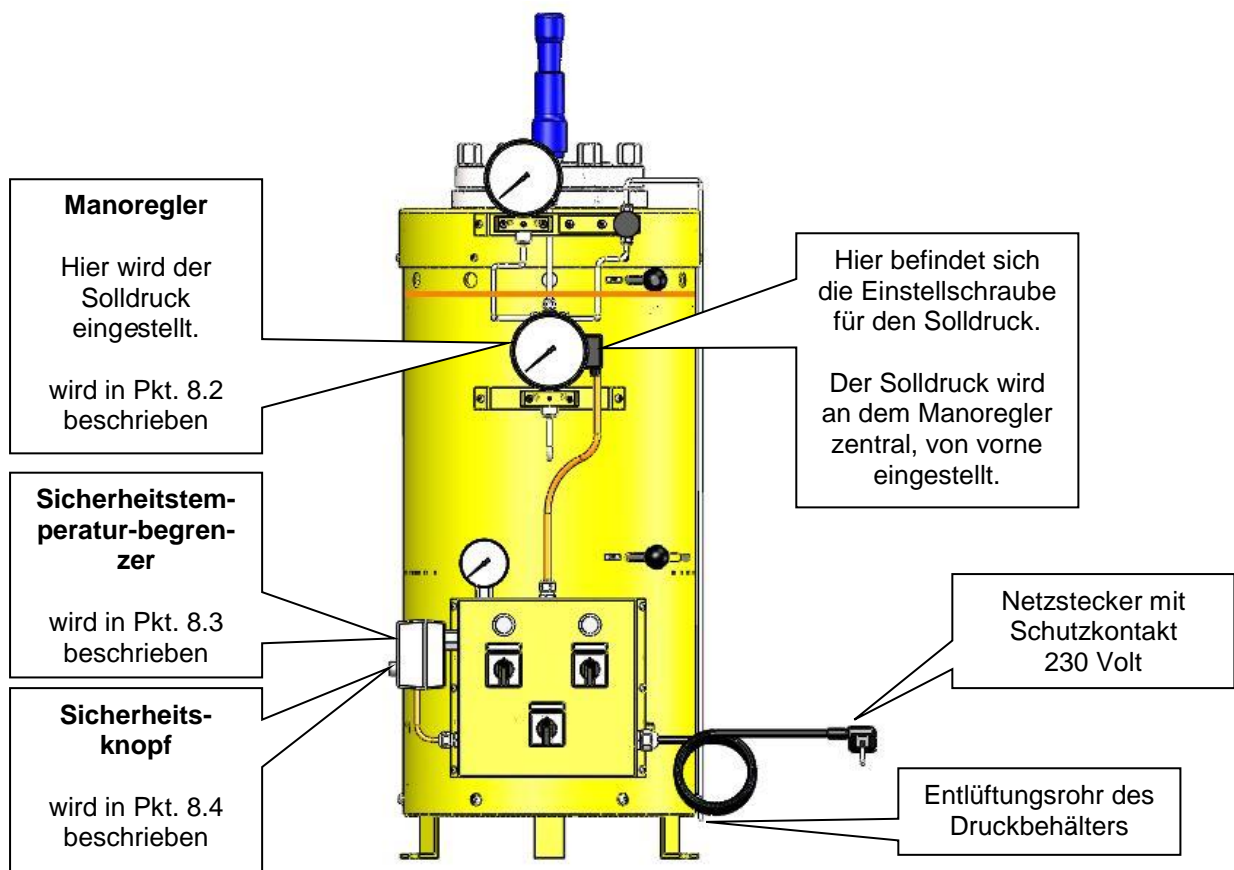 Manoregler
Hier wird der
Solldruck
eingestellt.
wird in Pkt. 8.2
beschrieben
Sicherheitstem-
peratur-begren-
zer
wird in Pkt. 8.3
beschrieben
Sicherheits-
knopf
wird in Pkt. 8.4
beschrieben
Hier befindet sich
die Einstellschraube
für den Solldruck.
Der Solldruck wird
an dem Manoregler
zentral, von vorne
eingestellt.
Netzstecker mit
Schutzkontakt
230 Volt
Entlüftungsrohr des
Druckbehälters